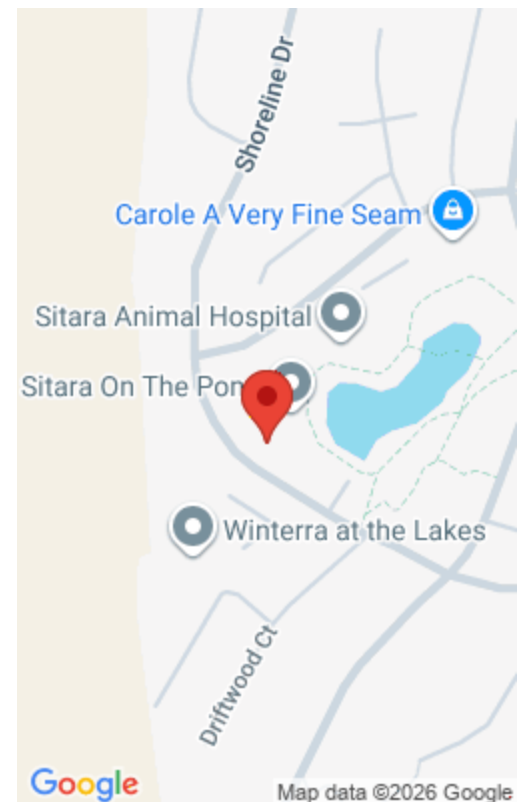 Shoreline Dr
Carole A Very Fine Seam
Sitara Animal Hospital
Sitara On The Pon
Winterra at the Lakes
Driftwood Ct
Google
Map data ©2026 Google